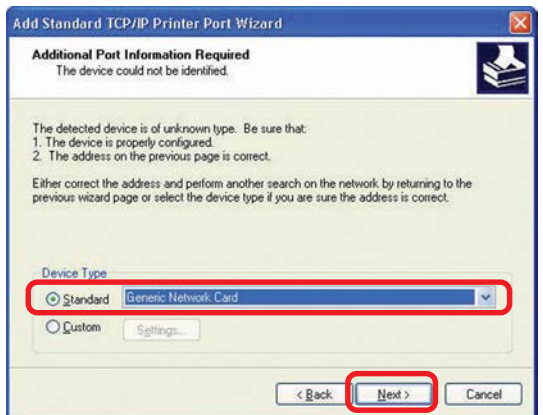 Add Standard TCP/IP Printer Port Wizard
Additional Port Information Required
The device could not be identified.
The detected device is of unknown type. Be sure that:
1. The device is properly configured.
2. The address on the previous page is correct.
Either correct the address and perform another search on the network by returning to the
previous wizard page or select the device type if you are sure the address is correct.
Device Type
Standard Generic Network Card
Custom Settings...
< Back Next > Cancel